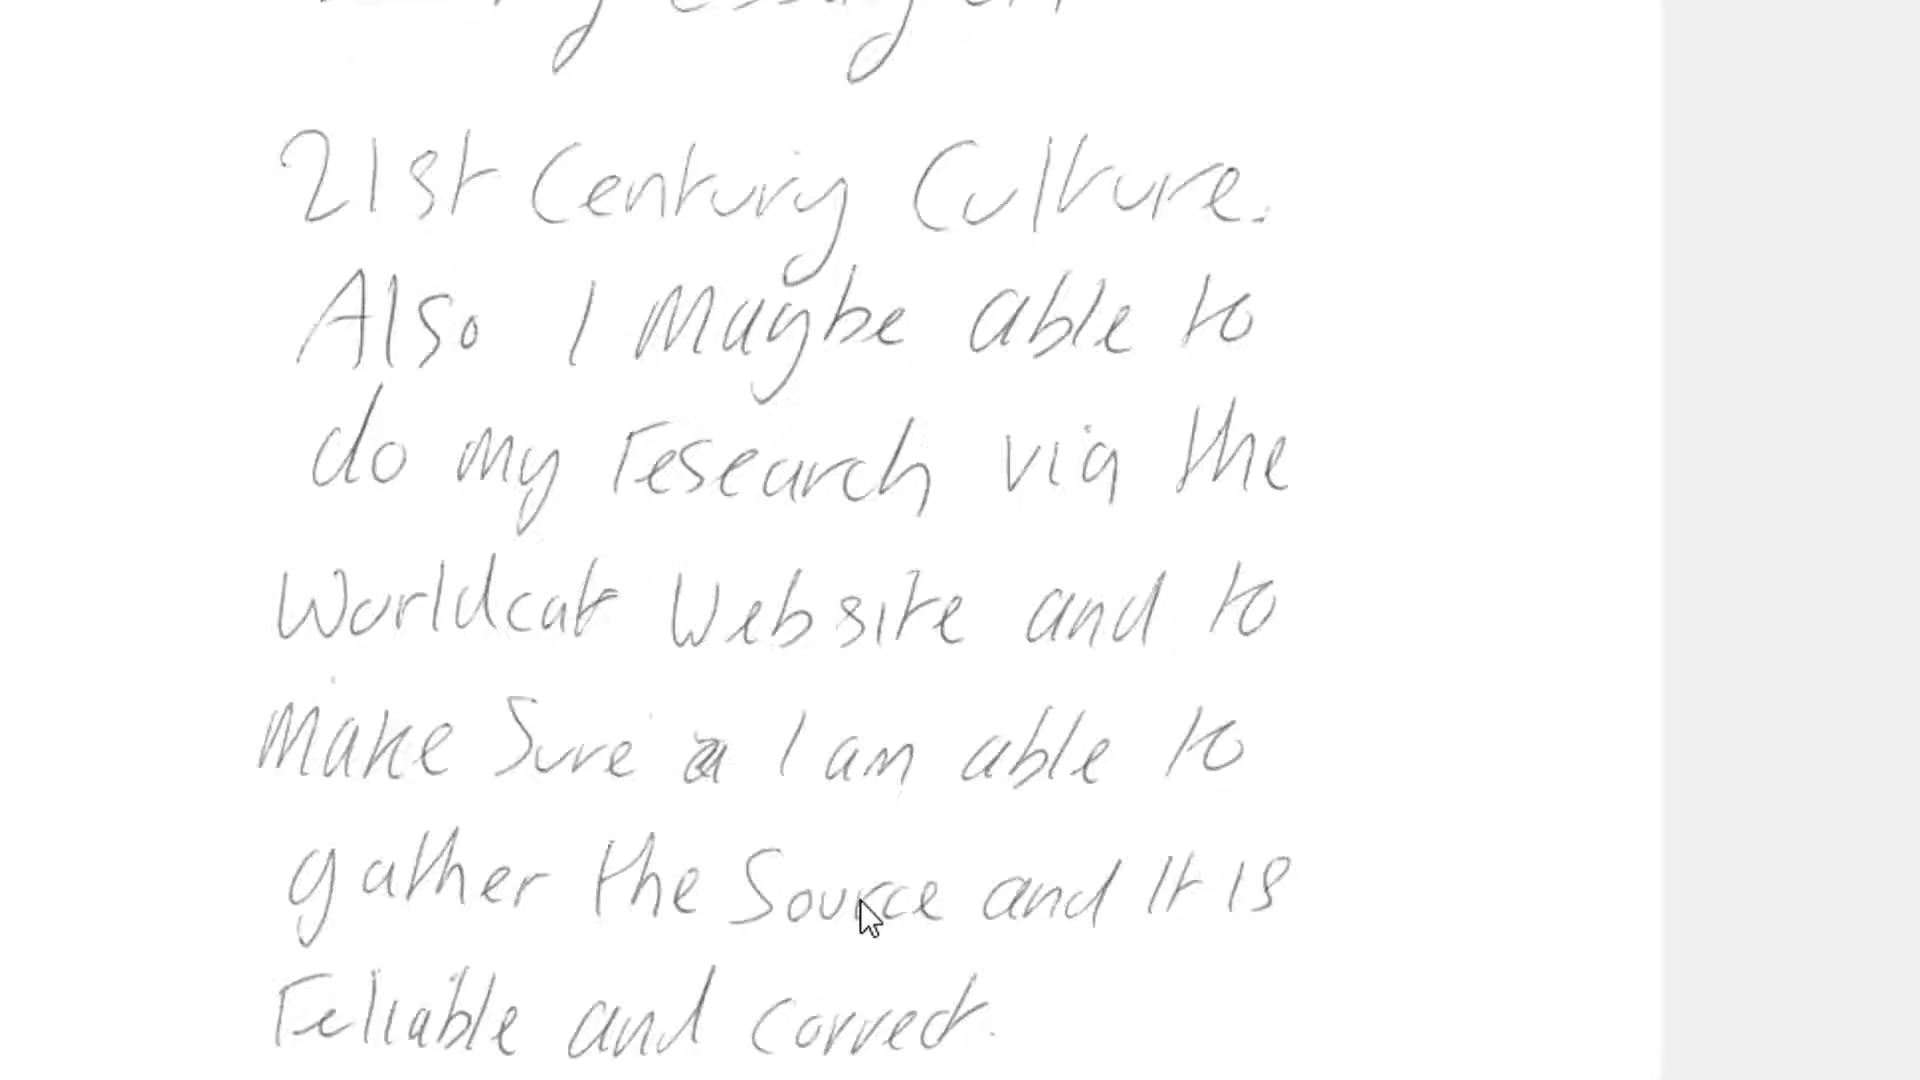 21st Century Culture.
Also I Maybe able to
do my research via the
Worldcat Website and to
make Sure a I am able to
gather the Source and It Is
reliable and correct.